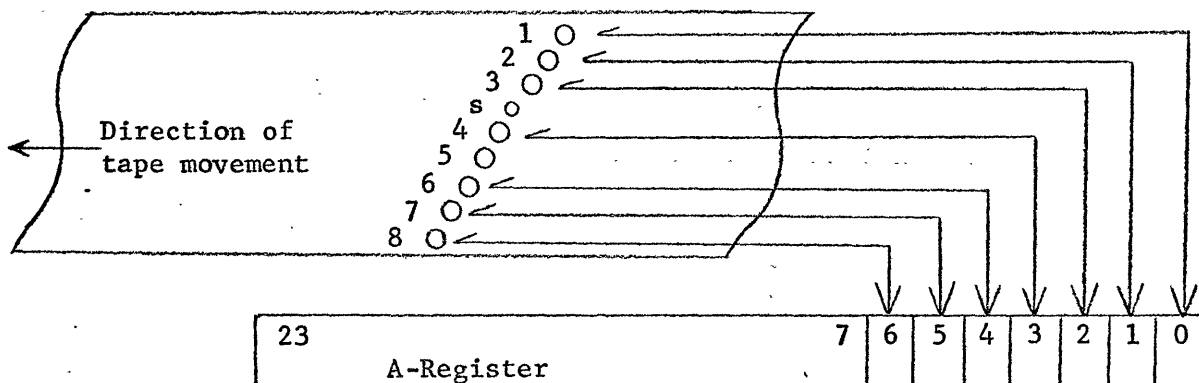 1
2
3
s
4
Direction of
tape movement
5
6
7
8
23 7 6 5 4 3 2 1 0
A-Register